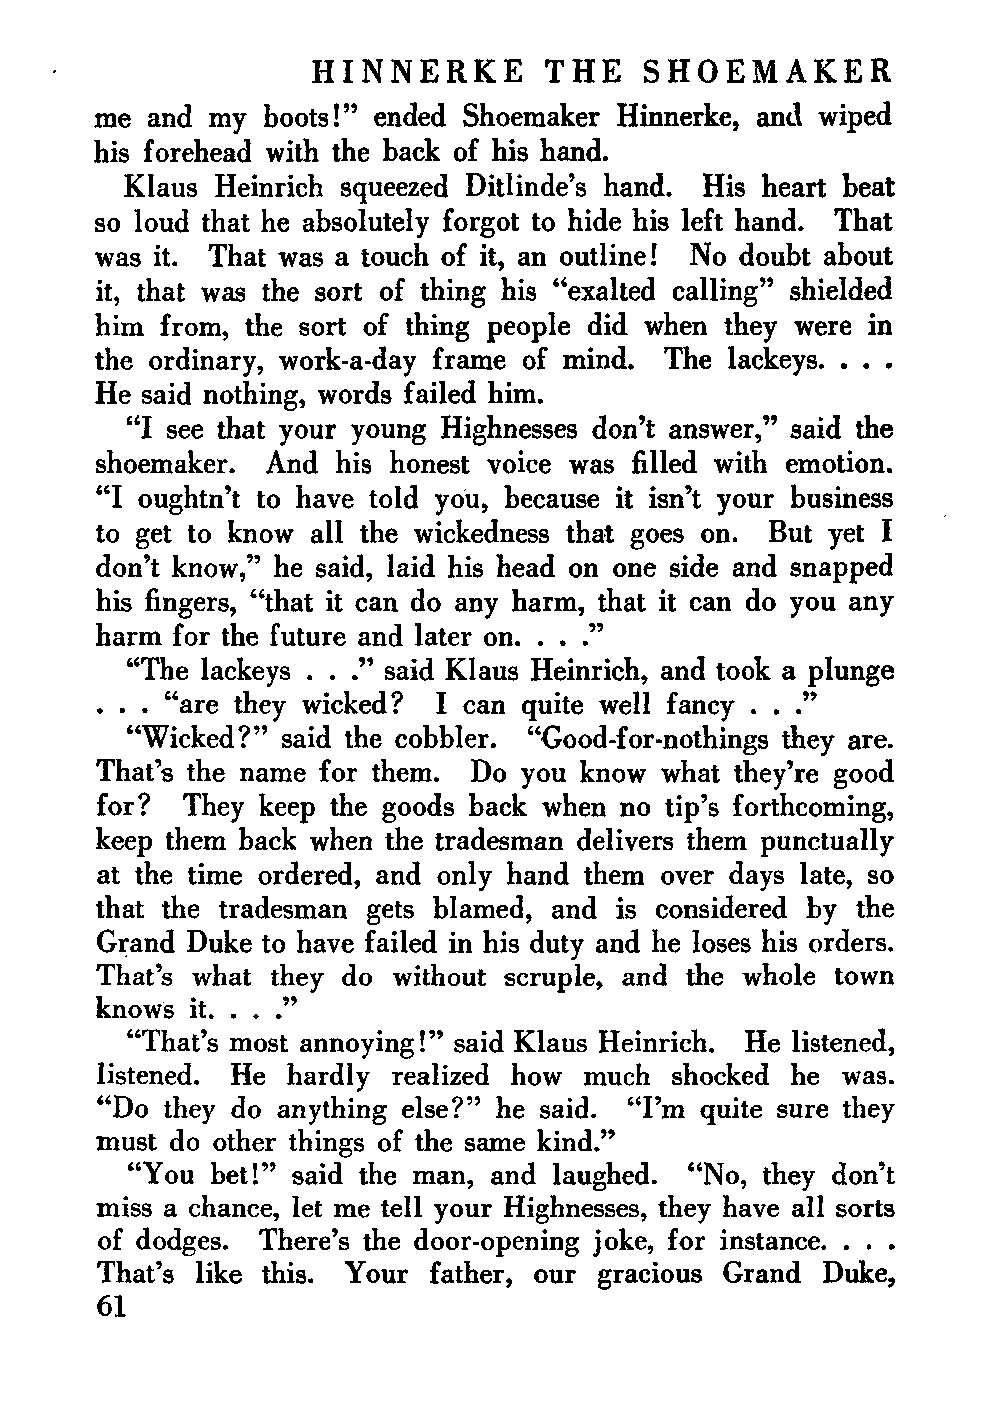 HINNERKE THE SHOEMAKER
me and my boots!” ended Shoemaker Hinnerke, and wiped
his forehead with the back of his hand.
Klaus Heinrich squeezed Ditlinde’s hand. His heart beat
so loud that he absolutely forgot to hide his left hand. That
was it. That was a touch of it, an outline! No doubt about
it, that was the sort of thing his “exalted calling” shielded
him from, the sort of thing people did when they were in
the ordinary, work-a-day frame of mind. The lackeys. . . .
He said nothing, words failed him.
“I see that your young Highnesses don’t answer,” said the
shoemaker. And his honest voice was filled with emotion.
“I oughtn’t to have told you, because it isn’t your business
to get to know all the wickedness that goes on. But yet I
don’t know,” he said, laid his head on one side and snapped
his fingers, “that it can do any harm, that it can do you any
harm for the future and later on. . . .”
“The lackeys . . .” said Klaus Heinrich, and took a plunge
. . . “are they wicked? I can quite well fancy . . .”
“Wicked?” said the cobbler. “Good-for-nothings they are.
That’s the name for them. Do you know what they’re good
for? They keep the goods back when no tip’s forthcoming,
keep them back when the tradesman delivers them punctually
at the time ordered, and only hand them over days late, so
that the tradesman gets blamed, and is considered by the
Grand Duke to have failed in his duty and he loses his orders.
That’s what they do without scruple, and the whole town
knows it. . . .”
“That’s most annoying!” said Klaus Heinrich. He listened,
listened. He hardly realized how much shocked he was.
“Do they do anything else?” he said. “I’m quite sure they
must do other things of the same kind.”
“You bet!” said the man, and laughed. “No, they don’t
miss a chance, let me tell your Highnesses, they have all sorts
of dodges. There’s the door-opening joke, for instance. . . .
That’s like this. Your father, our gracious Grand Duke,
61